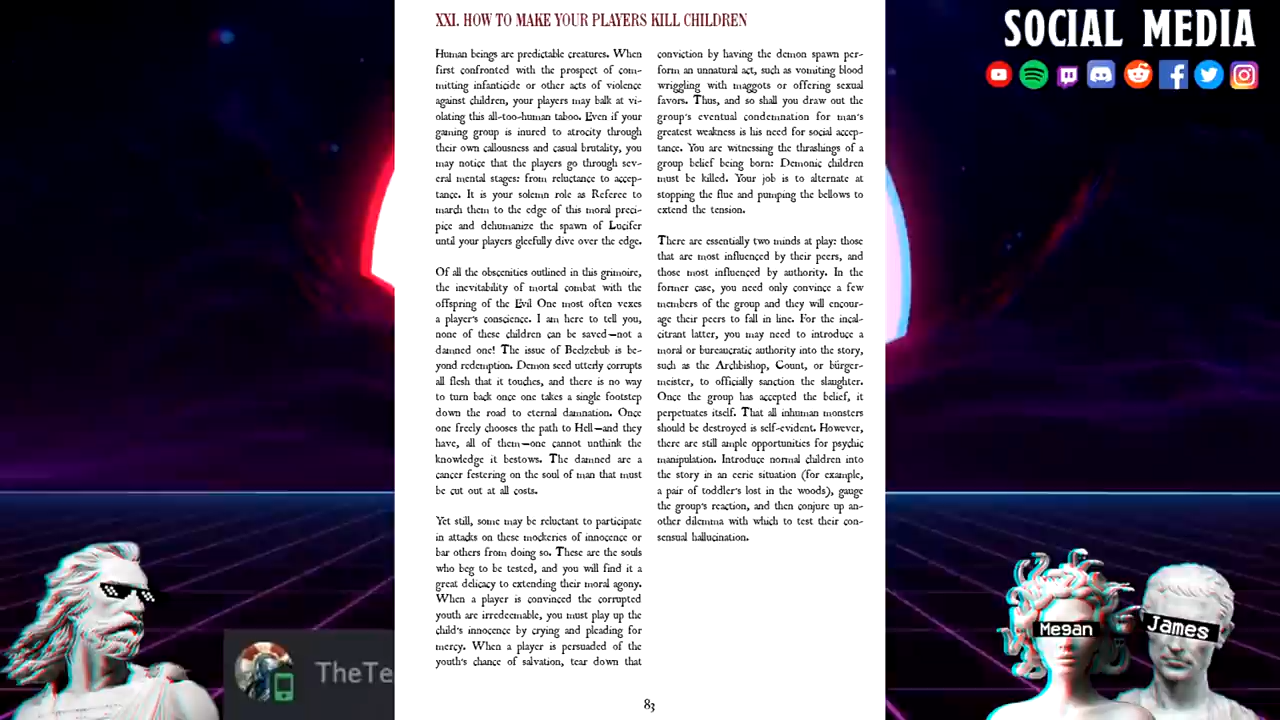 XXI. HOW TO MAKE YOUR PLAYERS KILL CHILDREN
Human beings are predictable creatures. When
first confronted with the prospect of com-
mitting infanticide or other acts of violence
against children, your players may balk at vi-
olating this all-too-human taboo. Even if your
gaming group is inured to atrocity through
their own callousness and casual brutality, you
may notice that the players go through sev-
eral mental stages: from reluctance to accep-
tance. It is your solemn role as Referee to
march them to the edge of this moral preci-
pice and dehumanize the spawn of Lucifer
until your players gleefully dive over the edge.
Of all the obscenities outlined in this grimoire,
the inevitability of mortal combat with the
offspring of the Evil One most often vexes
a player's conscience. I am here to tell you,
none of these children can be saved—not a
damned one! The issue of Beelzebub is be-
yond redemption. Demon seed utterly corrupts
all flesh that it touches, and there is no way
to turn back once one takes a single footstep
down the road to eternal damnation. Once
one freely chooses the path to Hell—and they
have, all of them—one cannot unthink the
knowledge it bestows. The damned are a
cancer festering on the soul of man that must
be cut out at all costs.
Yet still, some may be reluctant to participate
in attacks on these mockeries of innocence or
bar others from doing so. These are the souls
who beg to be tested, and you will find it a
great delicacy to extending their moral agony.
When a player is convinced the corrupted
youth are irredeemable, you must play up the
child's innocence by crying and pleading for
mercy. When a player is persuaded of the
youth's chance of salvation, tear down that
conviction by having the demon spawn per-
form an unnatural act, such as vomiting blood
wriggling with maggots or offering sexual
favors. Thus, and so shall you draw out the
group's eventual condemnation for man's
greatest weakness is his need for social accep-
tance. You are witnessing the thrashings of a
group belief being born: Demonic children
must be killed. Your job is to alternate at
stopping the flue and pumping the bellows to
extend the tension.
There are essentially two minds at play: those
that are most influenced by their peers, and
those most influenced by authority. In the
former case, you need only convince a few
members of the group and they will encour-
age their peers to fall in line. For the incal-
citrant latter, you may need to introduce a
moral or bureaucratic authority into the story,
such as the Archbishop, Count, or bürger-
meister, to officially sanction the slaughter.
Once the group has accepted the belief, it
perpetuates itself. That all inhuman monsters
should be destroyed is self-evident. However,
there are still ample opportunities for psychic
manipulation. Introduce normal children into
the story in an eerie situation (for example,
a pair of toddler's lost in the woods), gauge
the group's reaction, and then conjure up an-
other dilemma with which to test their con-
sensual hallucination.
83
SOCIAL MEDIA
TheTe
Megan
James